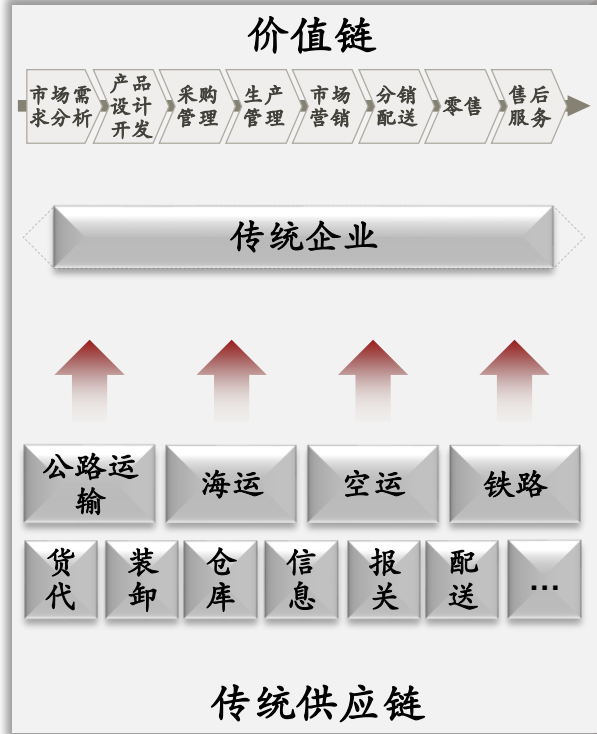 价值链
市场需
求分析
产品
设计
开发
采购
管理
生产
管理
市场
营销
分销
配送
零售
售后
服务
传统企业
公路运
输
海运
空运
铁路
货
代
装
卸
仓
库
信
息
报
关
配
送
...
传统供应链